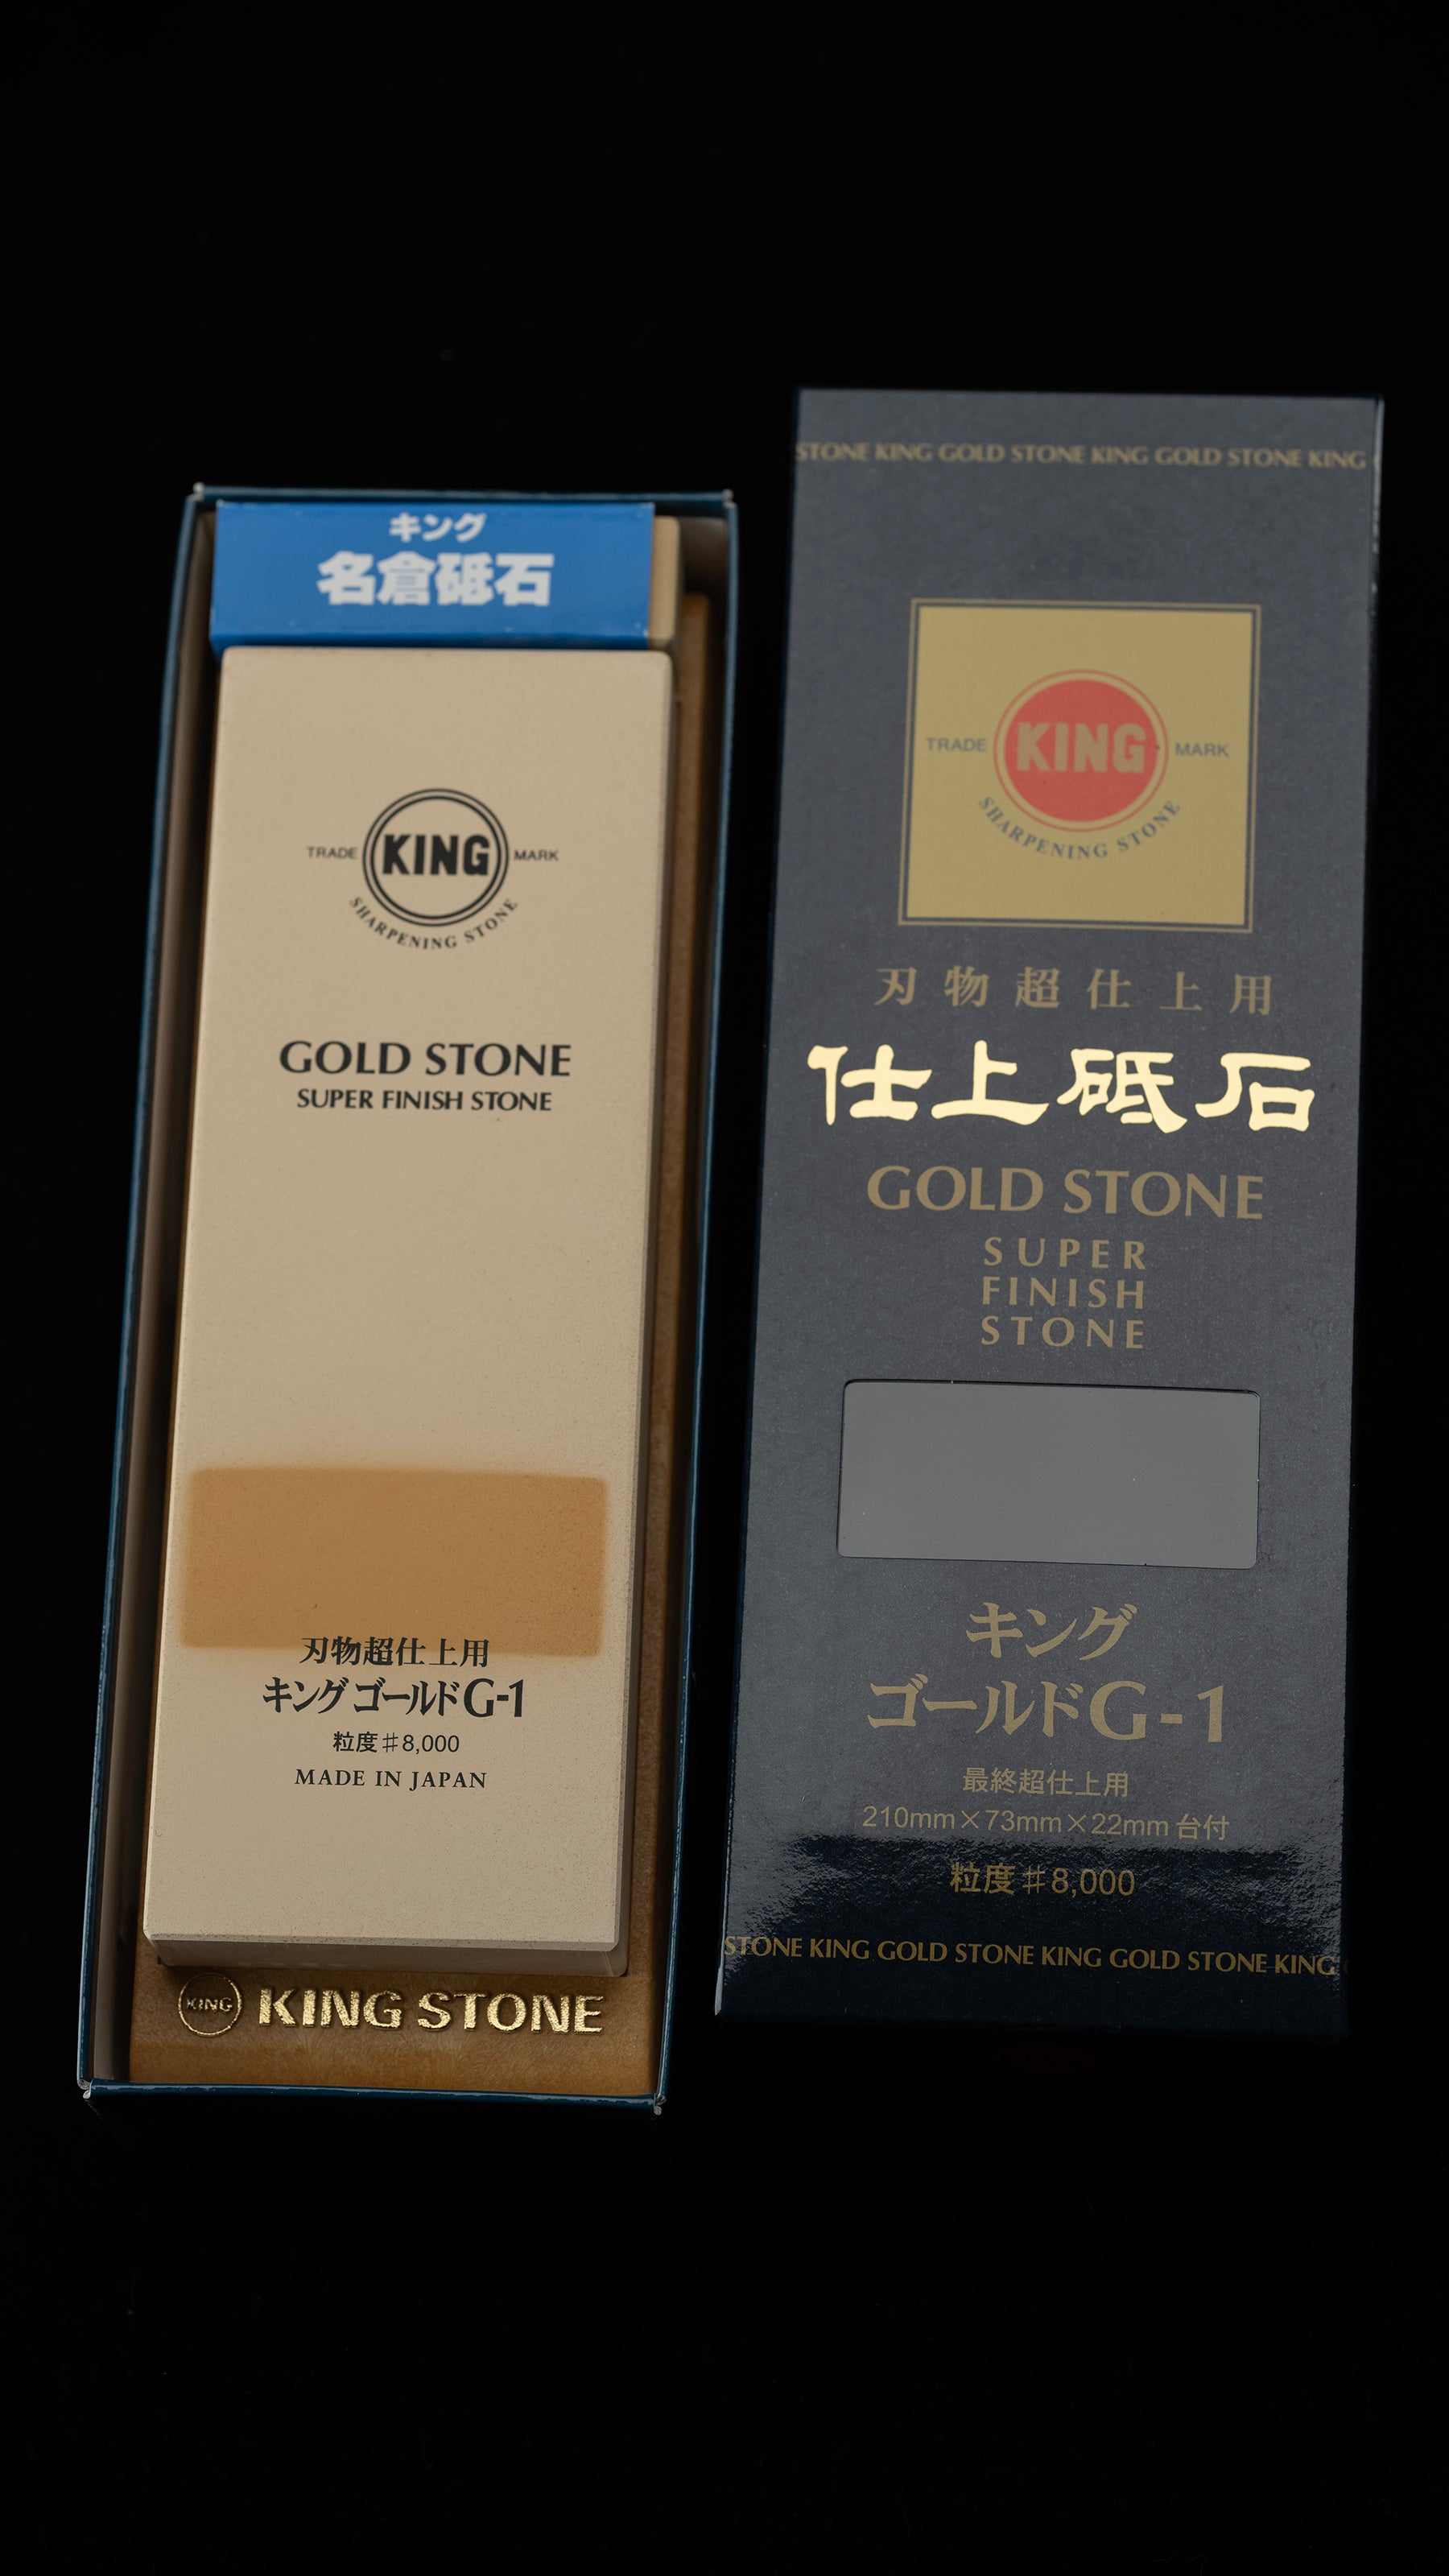 キング
名倉砥石
TRADE KING MARK
SHARPENING STONE
GOLD STONE
SUPER FINISH STONE
刃物超仕上用
キングゴールドG-1
粒度#8,000
MADE IN JAPAN
KING KING STONE
STONE KING GOLD STONE KING GOLD STONE KING
TRADE KING MARK
SHARPENING STONE
刃物超仕上用
仕上砥石
GOLD STONE
SUPER
FINISH
STONE
キング
ゴールドG-1
最終超仕上用
210mm×73mm×22mm 台付
粒度#8,000
STONE KING GOLD STONE KING GOLD STONE KING